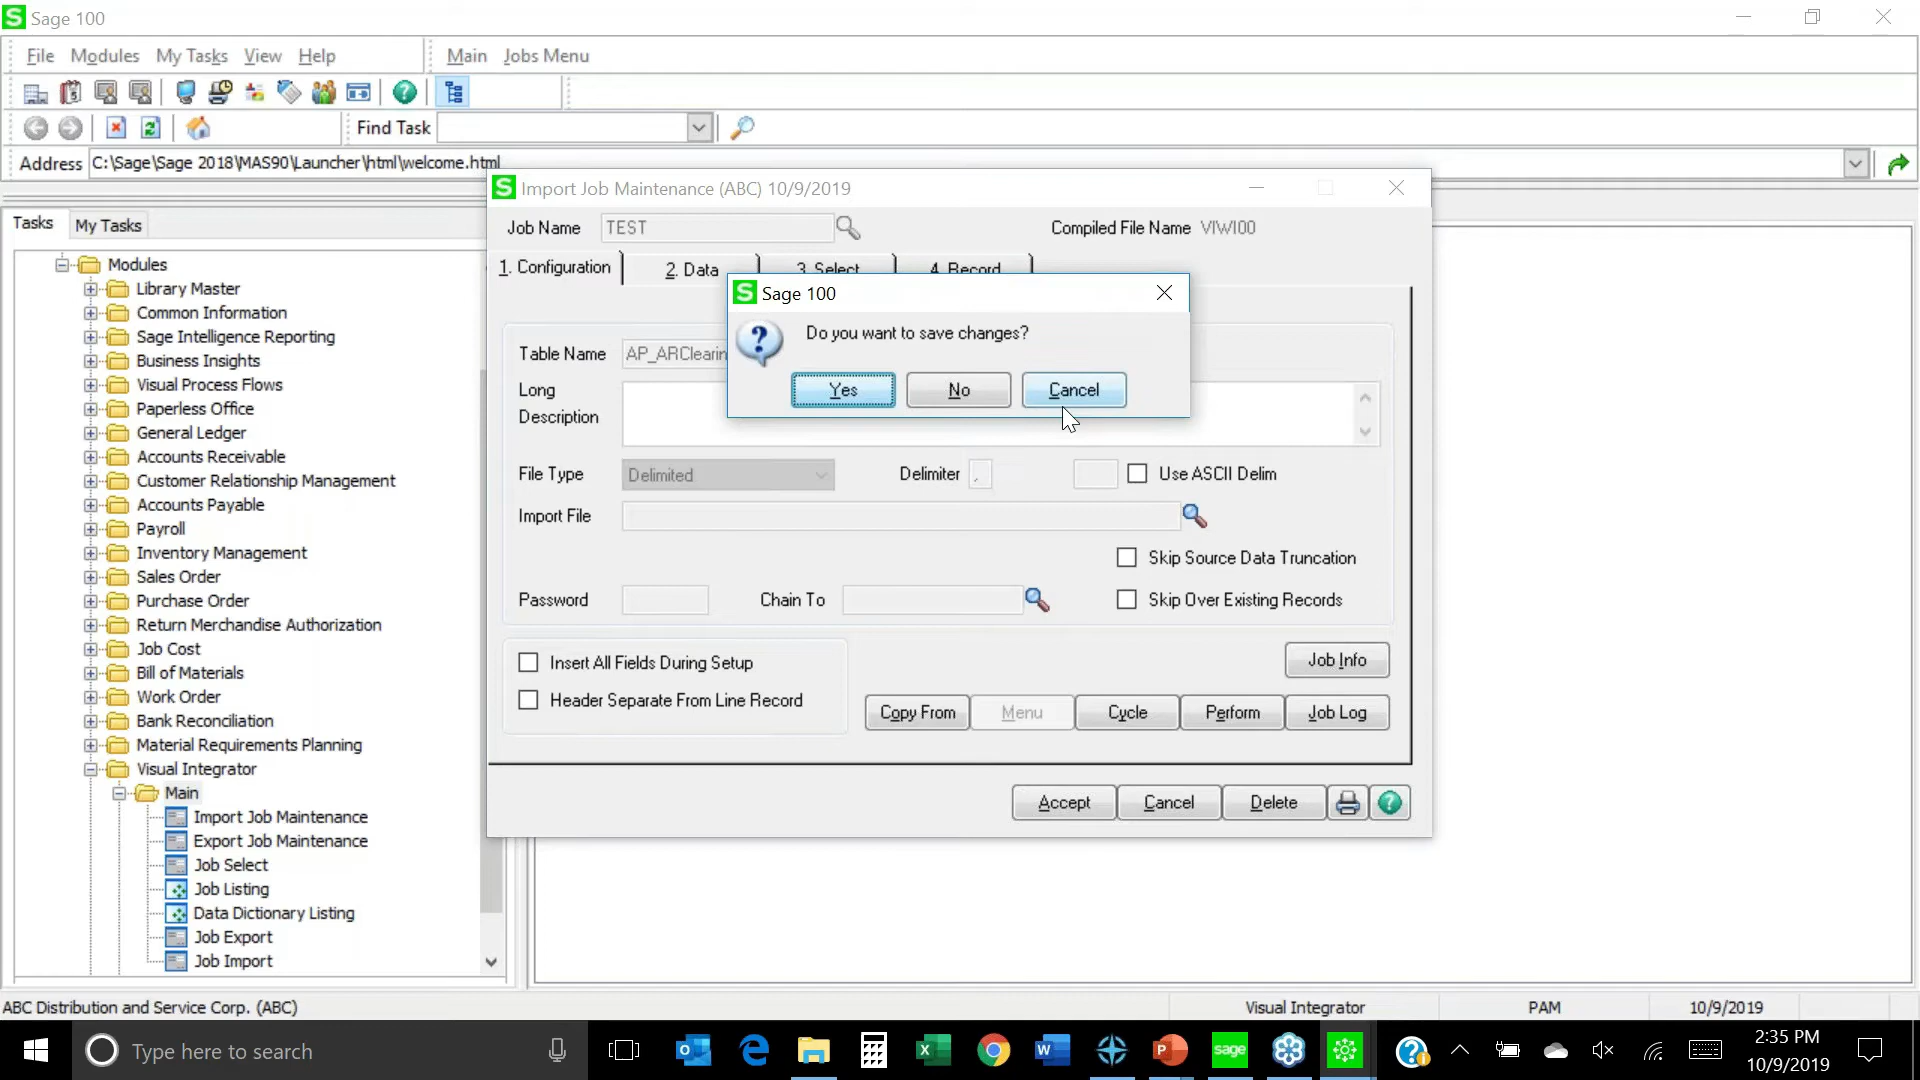 Sage 100
File Modules My Tasks View Help Main Jobs Menu
Find Task
Address C:\Sage\Sage 2018\MAS90\Launcher\html\welcome.html
Tasks My Tasks
Modules
Library Master
Common Information
Sage Intelligence Reporting
Business Insights
Visual Process Flows
Paperless Office
General Ledger
Accounts Receivable
Customer Relationship Management
Accounts Payable
Payroll
Inventory Management
Sales Order
Purchase Order
Return Merchandise Authorization
Job Cost
Bill of Materials
Work Order
Bank Reconciliation
Material Requirements Planning
Visual Integrator
Main
Import Job Maintenance
Export Job Maintenance
Job Select
Job Listing
Data Dictionary Listing
Job Export
Job Import
Import Job Maintenance (ABC) 10/9/2019
Job Name TEST Compiled File Name VIWI00
1. Configuration 2. Data 3. Select 4. Record
Sage 100
Do you want to save changes?
Yes No Cancel
Table Name AP_ARClearin
Long
Description
File Type Delimited Delimiter , Use ASCII Delim
Import File
Skip Source Data Truncation
Password Chain To Skip Over Existing Records
Insert All Fields During Setup
Header Separate From Line Record
Job Info
Copy From Menu Cycle Perform Job Log
Accept Cancel Delete
ABC Distribution and Service Corp. (ABC) Visual Integrator PAM 10/9/2019
Type here to search
sage
2:35 PM
10/9/2019